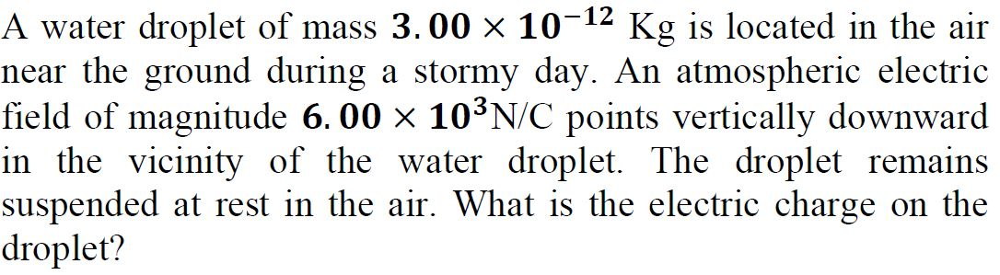 A water droplet of mass 3.00 × 10⁻¹² Kg is located in the air
near the ground during a stormy day. An atmospheric electric
field of magnitude 6.00 × 10³N/C points vertically downward
in the vicinity of the water droplet. The droplet remains
suspended at rest in the air. What is the electric charge on the
droplet?